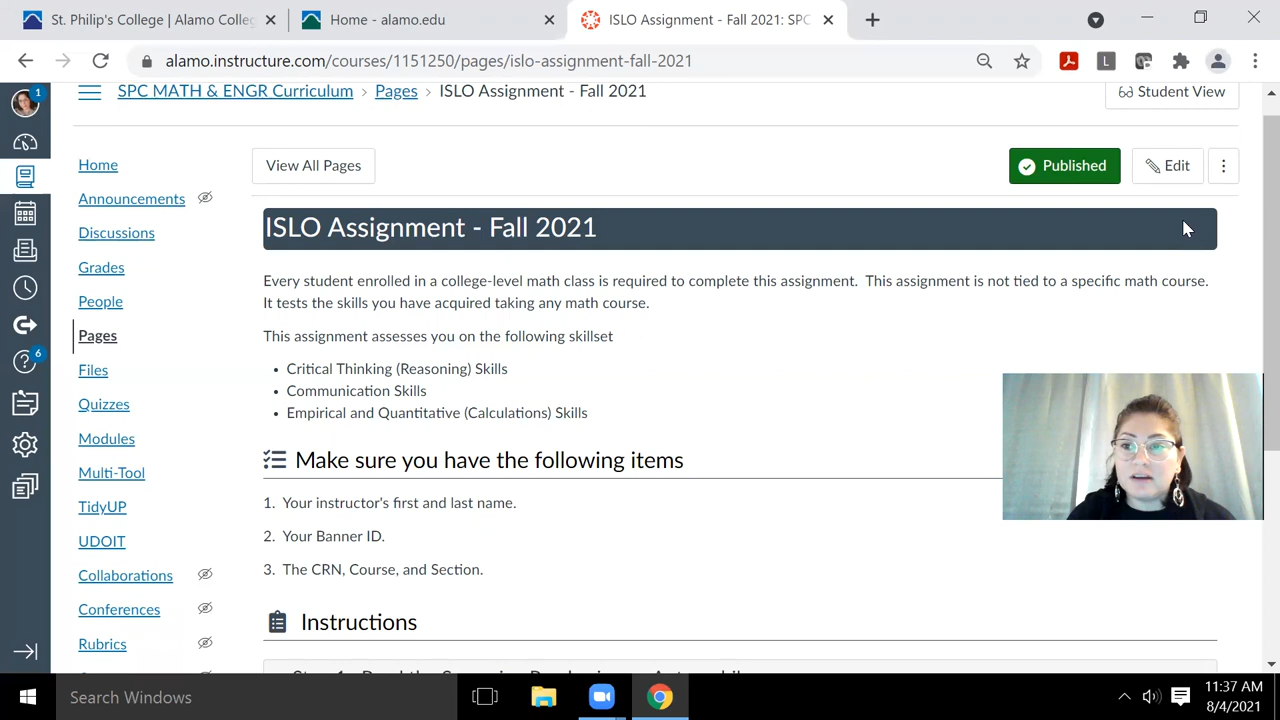 St. Philip's College | Alamo Colleg
Home - alamo.edu
ISLO Assignment - Fall 2021: SPC
alamo.instructure.com/courses/1151250/pages/islo-assignment-fall-2021
L
1
SPC MATH & ENGR Curriculum > Pages > ISLO Assignment - Fall 2021
Student View
Home
Announcements
Discussions
Grades
People
Pages
Files
Quizzes
Modules
Multi-Tool
TidyUP
UDOIT
Collaborations
Conferences
Rubrics
6
View All Pages
Published
Edit
ISLO Assignment - Fall 2021
Every student enrolled in a college-level math class is required to complete this assignment. This assignment is not tied to a specific math course.
It tests the skills you have acquired taking any math course.
This assignment assesses you on the following skillset
• Critical Thinking (Reasoning) Skills
• Communication Skills
• Empirical and Quantitative (Calculations) Skills
Make sure you have the following items
1. Your instructor's first and last name.
2. Your Banner ID.
3. The CRN, Course, and Section.
Instructions
Search Windows
11:37 AM
8/4/2021